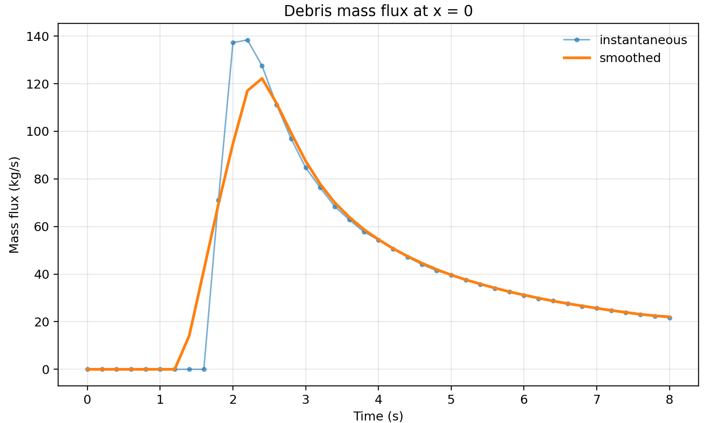 Debris mass flux at x = 0
instantaneous
smoothed
Mass flux (kg/s)
140
120
100
80
60
40
20
0
0 1 2 3 4 5 6 7 8
Time (s)